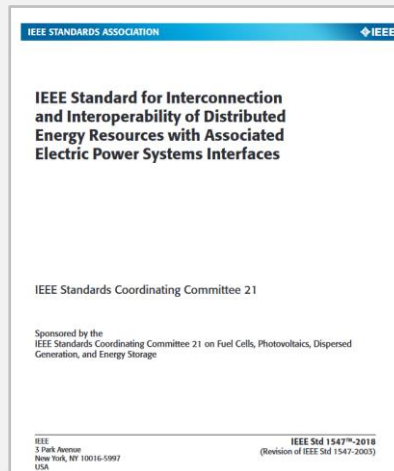 IEEE STANDARDS ASSOCIATION
IEEE
IEEE Standard for Interconnection
and Interoperability of Distributed
Energy Resources with Associated
Electric Power Systems Interfaces
IEEE Standards Coordinating Committee 21
Sponsored by the
IEEE Standards Coordinating Committee 21 on Fuel Cells, Photovoltaics, Dispersed
Generation, and Energy Storage
IEEE
3 Park Avenue
New York, NY 10016-5997
USA
IEEE Std 1547™-2018
(Revision of IEEE Std 1547-2003)